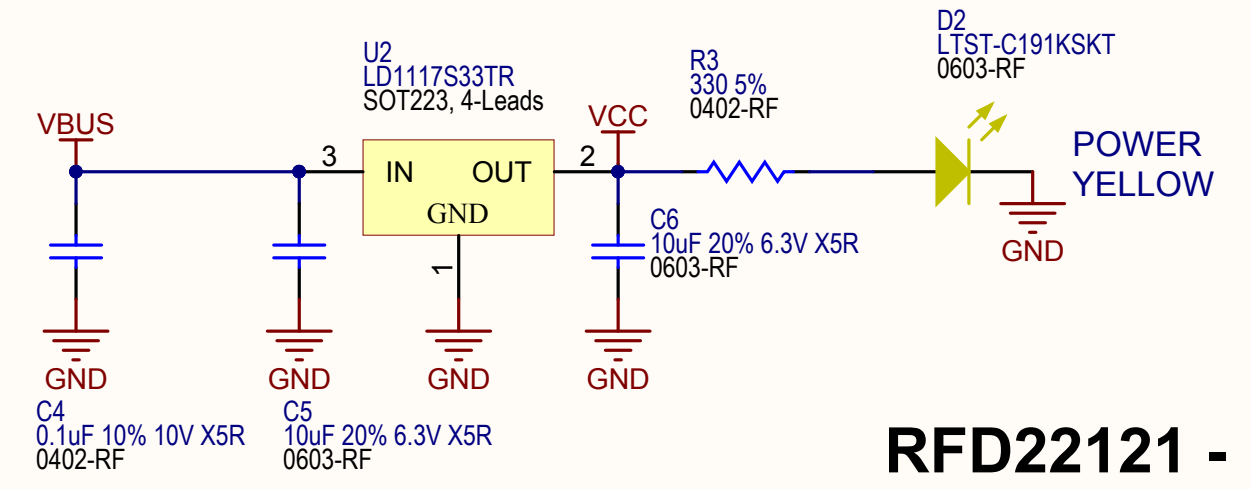 U2
LD1117S33TR
SOT223, 4-Leads
R3
330 5%
0402-RF
D2
LTST-C191KSKT
0603-RF
VBUS
VCC
3
IN
OUT
2
GND
1
POWER
YELLOW
C6
10uF 20% 6.3V X5R
0603-RF
GND
GND
GND
GND
GND
C4
0.1uF 10% 10V X5R
0402-RF
C5
10uF 20% 6.3V X5R
0603-RF
RFD22121 -